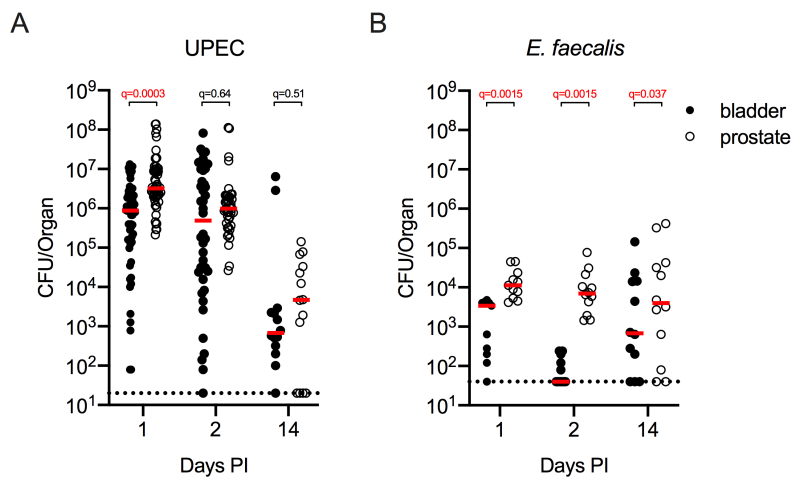 A
UPEC
q=0.0003 q=0.64 q=0.51
10⁹
10⁸
10⁷
10⁶
10⁵
10⁴
10³
10²
10¹
CFU/Organ
1 2 14
Days PI
B
E. faecalis
q=0.0015 q=0.0015 q=0.037
10⁹
10⁸
10⁷
10⁶
10⁵
10⁴
10³
10²
10¹
CFU/Organ
1 2 14
Days PI
bladder
prostate